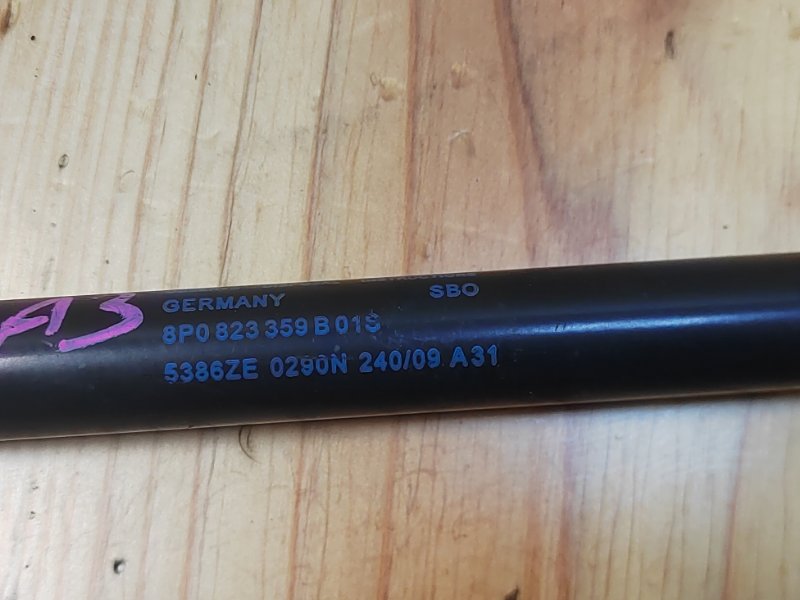 A3
GERMANY SBO
8P0 823 359 B 01S
5386ZE 0290N 240/09 A31